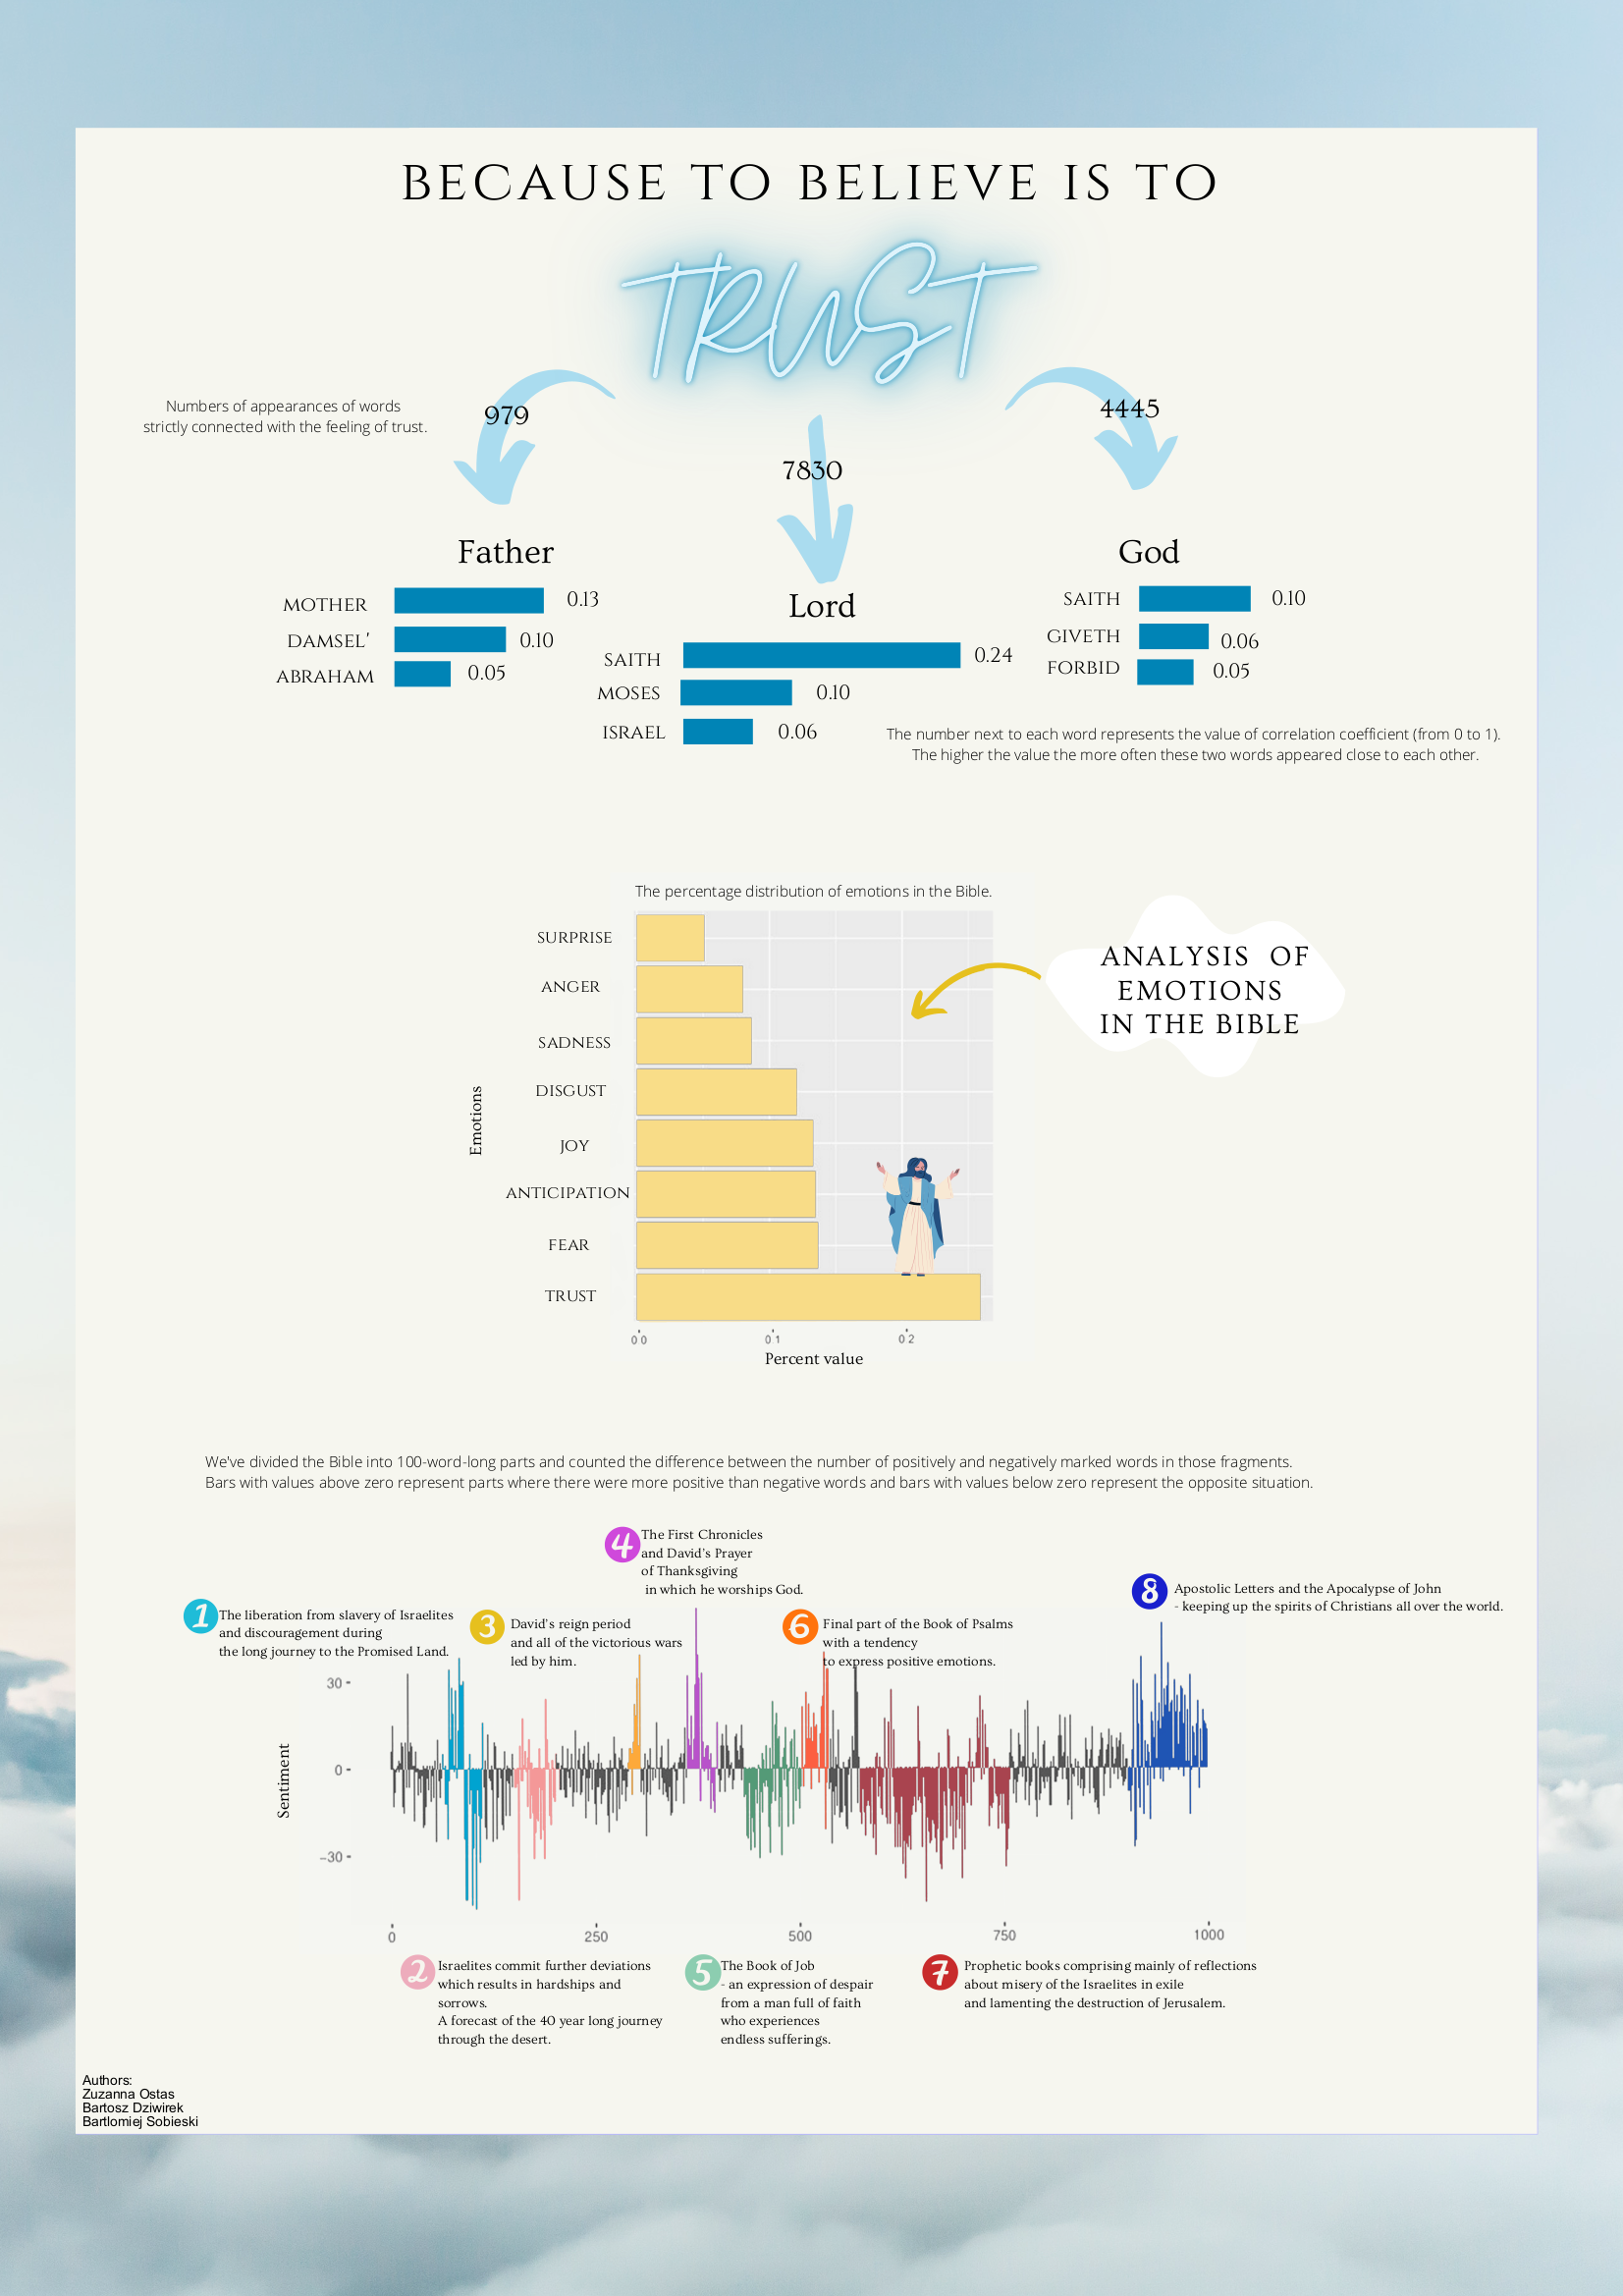 BECAUSE TO BELIEVE IS TO
TRUST
Numbers of appearances of words
strictly connected with the feeling of trust.
979
7830
4445
Father
MOTHER 0.13
DAMSEL' 0.10
ABRAHAM 0.05
Lord
SAITH 0.24
MOSES 0.10
ISRAEL 0.06
God
SAITH 0.10
GIVETH 0.06
FORBID 0.05
The number next to each word represents the value of correlation coefficient (from 0 to 1).
The higher the value the more often these two words appeared close to each other.
The percentage distribution of emotions in the Bible.
ANALYSIS OF
EMOTIONS
IN THE BIBLE
Emotions
SURPRISE
ANGER
SADNESS
DISGUST
JOY
ANTICIPATION
FEAR
TRUST
0.0 0.1 0.2
Percent value
We've divided the Bible into 100-word-long parts and counted the difference between the number of positively and negatively marked words in those fragments.
Bars with values above zero represent parts where there were more positive than negative words and bars with values below zero represent the opposite situation.
1
The liberation from slavery of Israelites
and discouragement during
the long journey to the Promised Land.
3
David's reign period
and all of the victorious wars
led by him.
4
The First Chronicles
and David's Prayer
of Thanksgiving
in which he worships God.
6
Final part of the Book of Psalms
with a tendency
to express positive emotions.
8
Apostolic Letters and the Apocalypse of John
- keeping up the spirits of Christians all over the world.
Sentiment
30
0
-30
0 250 500 750 1000
2
Israelites commit further deviations
which results in hardships and
sorrows.
A forecast of the 40 year long journey
through the desert.
5
The Book of Job
- an expression of despair
from a man full of faith
who experiences
endless sufferings.
7
Prophetic books comprising mainly of reflections
about misery of the Israelites in exile
and lamenting the destruction of Jerusalem.
Authors:
Zuzanna Ostas
Bartosz Dziwirek
Bartlomiej Sobieski